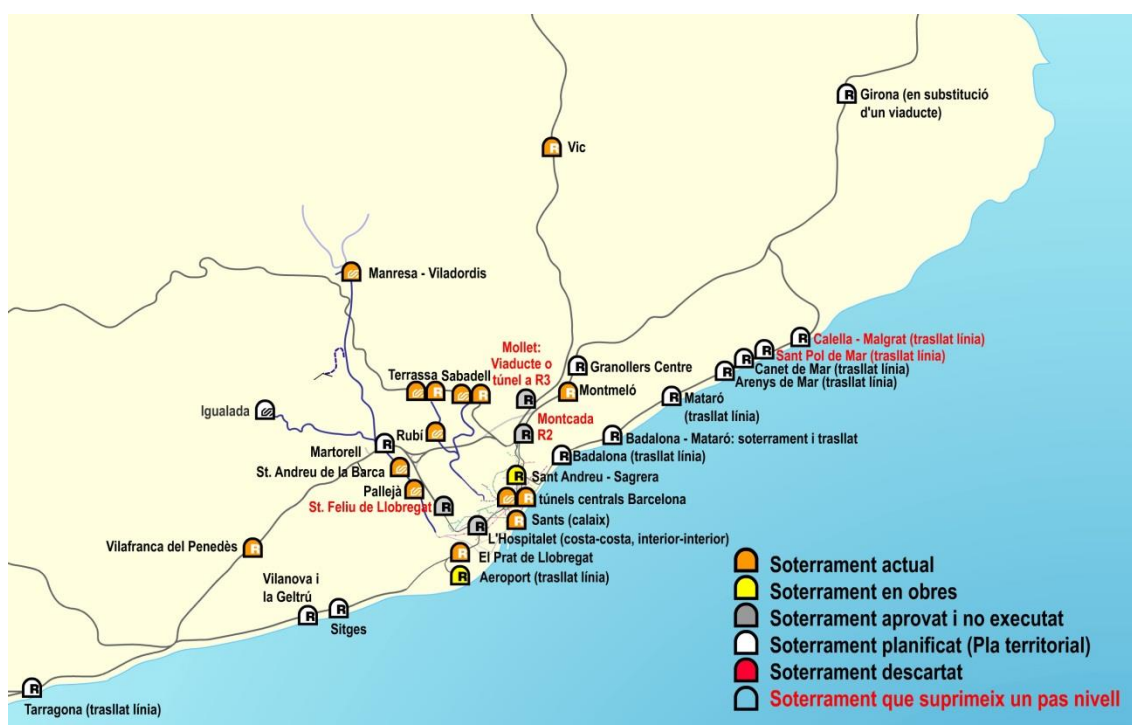 Girona (en substitució
d'un viaducte)
Vic
Manresa - Viladordis
Mollet:
Viaducte o
túnel a R3
Granollers Centre
Calella - Malgrat (trasllat línia)
Sant Pol de Mar (trasllat línia)
Canet de Mar (trasllat línia)
Arenys de Mar (trasllat línia)
Terrassa
Sabadell
Montmeló
Mataró
(trasllat línia)
Igualada
Montcada
R2
Rubí
Badalona - Mataró: soterrament i trasllat
Martorell
Badalona (trasllat línia)
St. Andreu de la Barca
Sant Andreu - Sagrera
Pallejà
túnels centrals Barcelona
St. Feliu de Llobregat
Sants (calaix)
L'Hospitalet (costa-costa, interior-interior)
Vilafranca del Penedès
El Prat de Llobregat
Aeroport (trasllat línia)
Vilanova i
la Geltrú
Sitges
Tarragona (trasllat línia)
Soterrament actual
Soterrament en obres
Soterrament aprovat i no executat
Soterrament planificat (Pla territorial)
Soterrament descartat
Soterrament que suprimeix un pas nivell